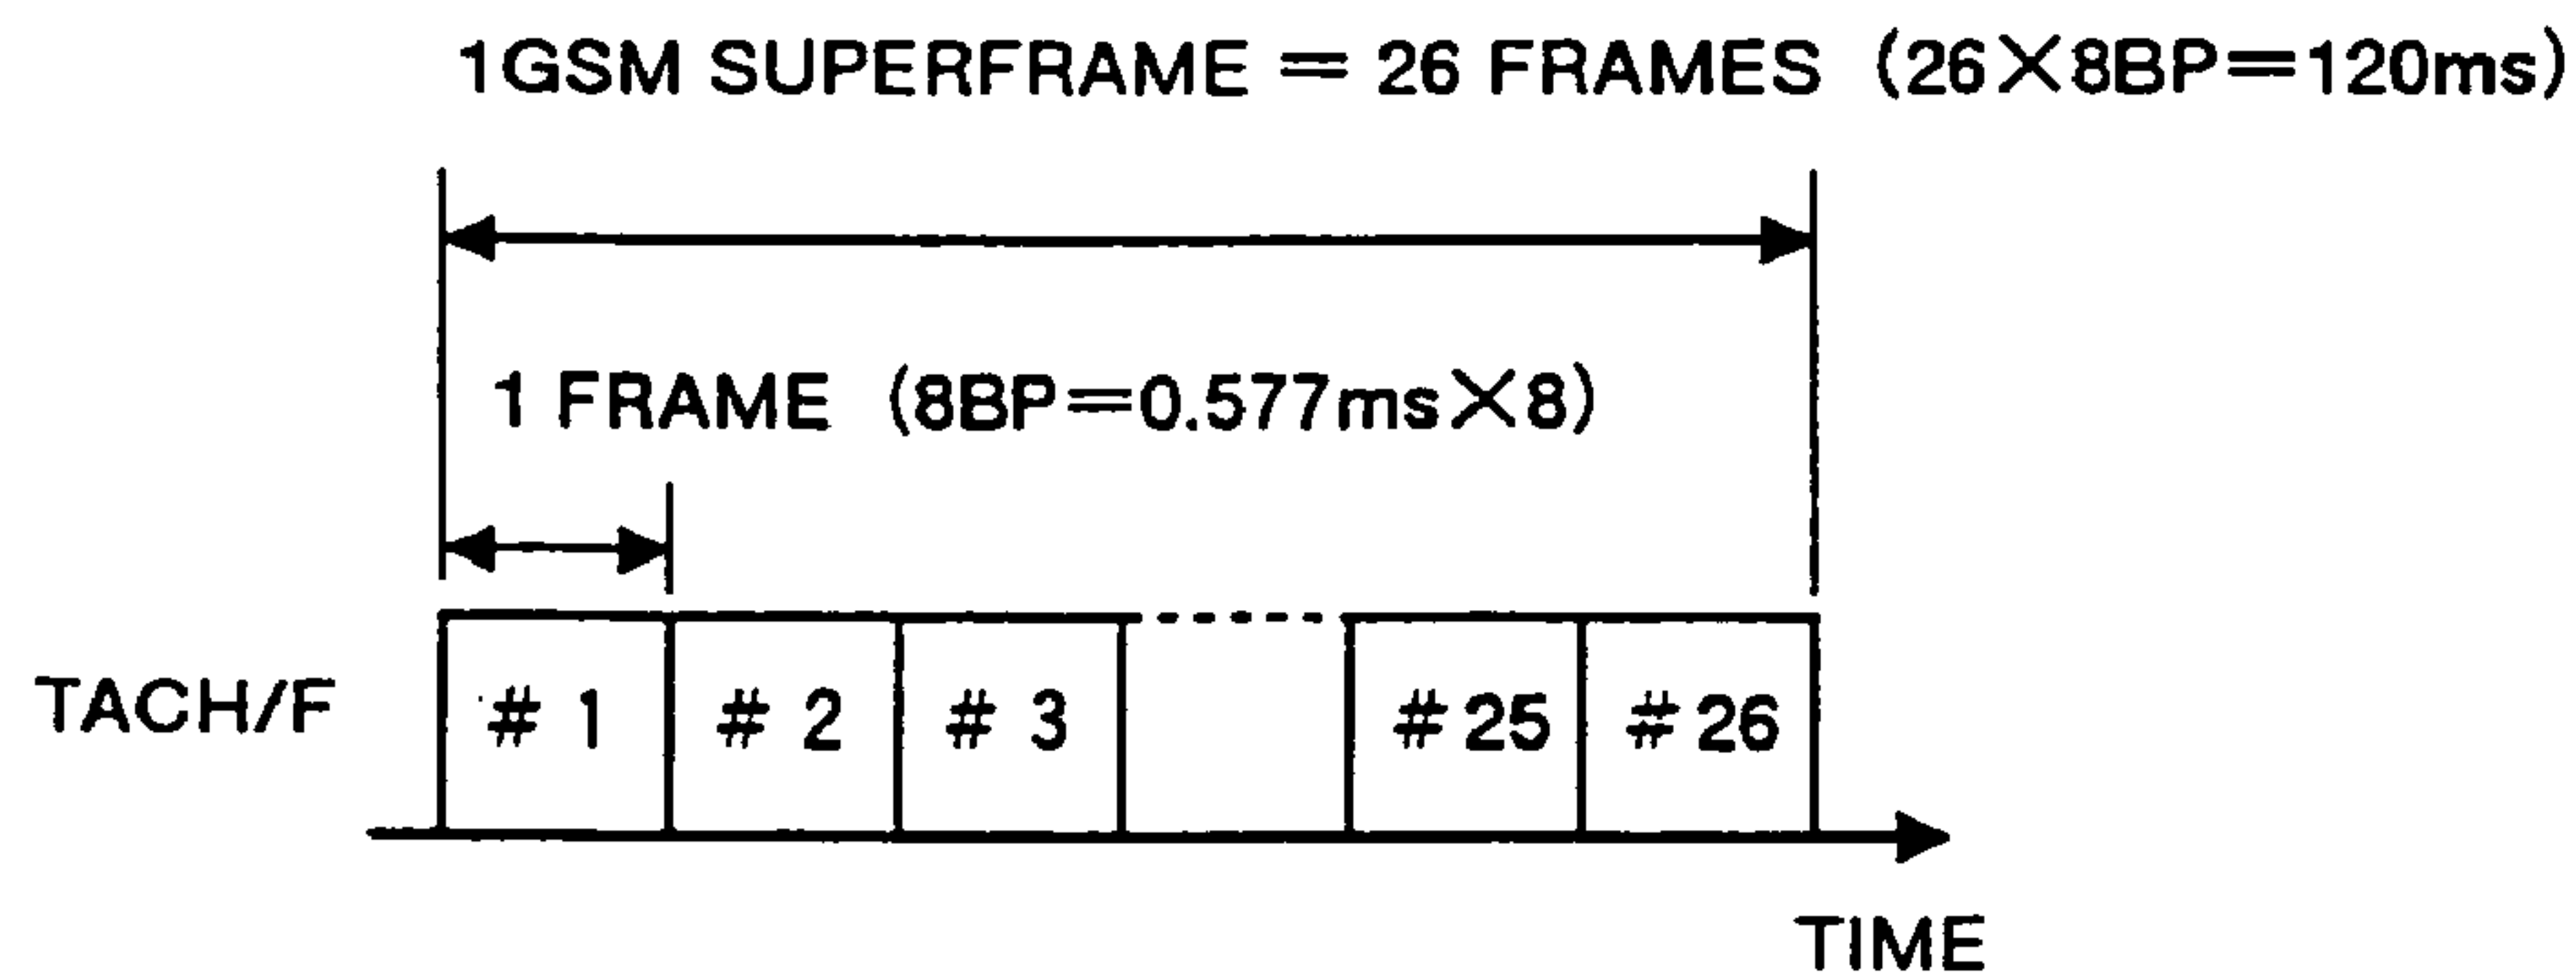 1GSM SUPERFRAME = 26 FRAMES (26×8BP=120ms)
1 FRAME (8BP=0.577ms×8)
TACH/F # 1 # 2 # 3 # 25 # 26
TIME